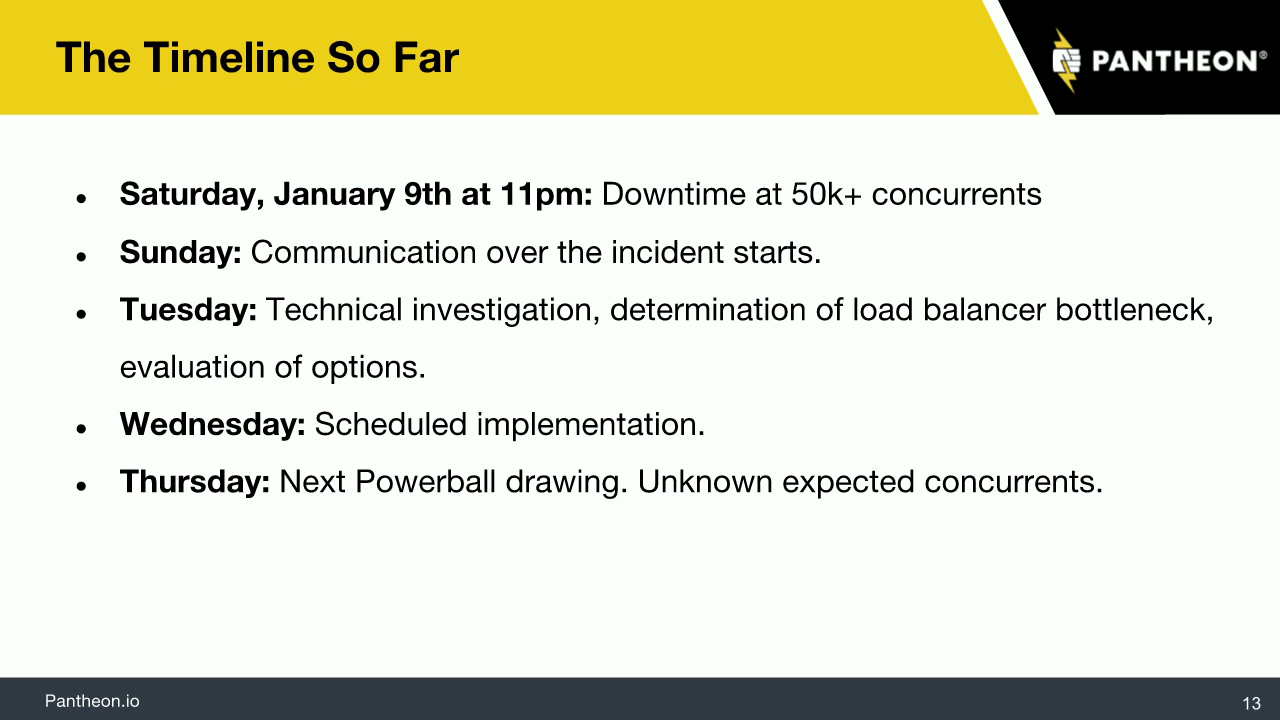 The Timeline So Far
PANTHEON®
● Saturday, January 9th at 11pm: Downtime at 50k+ concurrents
● Sunday: Communication over the incident starts.
● Tuesday: Technical investigation, determination of load balancer bottleneck,
evaluation of options.
● Wednesday: Scheduled implementation.
● Thursday: Next Powerball drawing. Unknown expected concurrents.
Pantheon.io
13